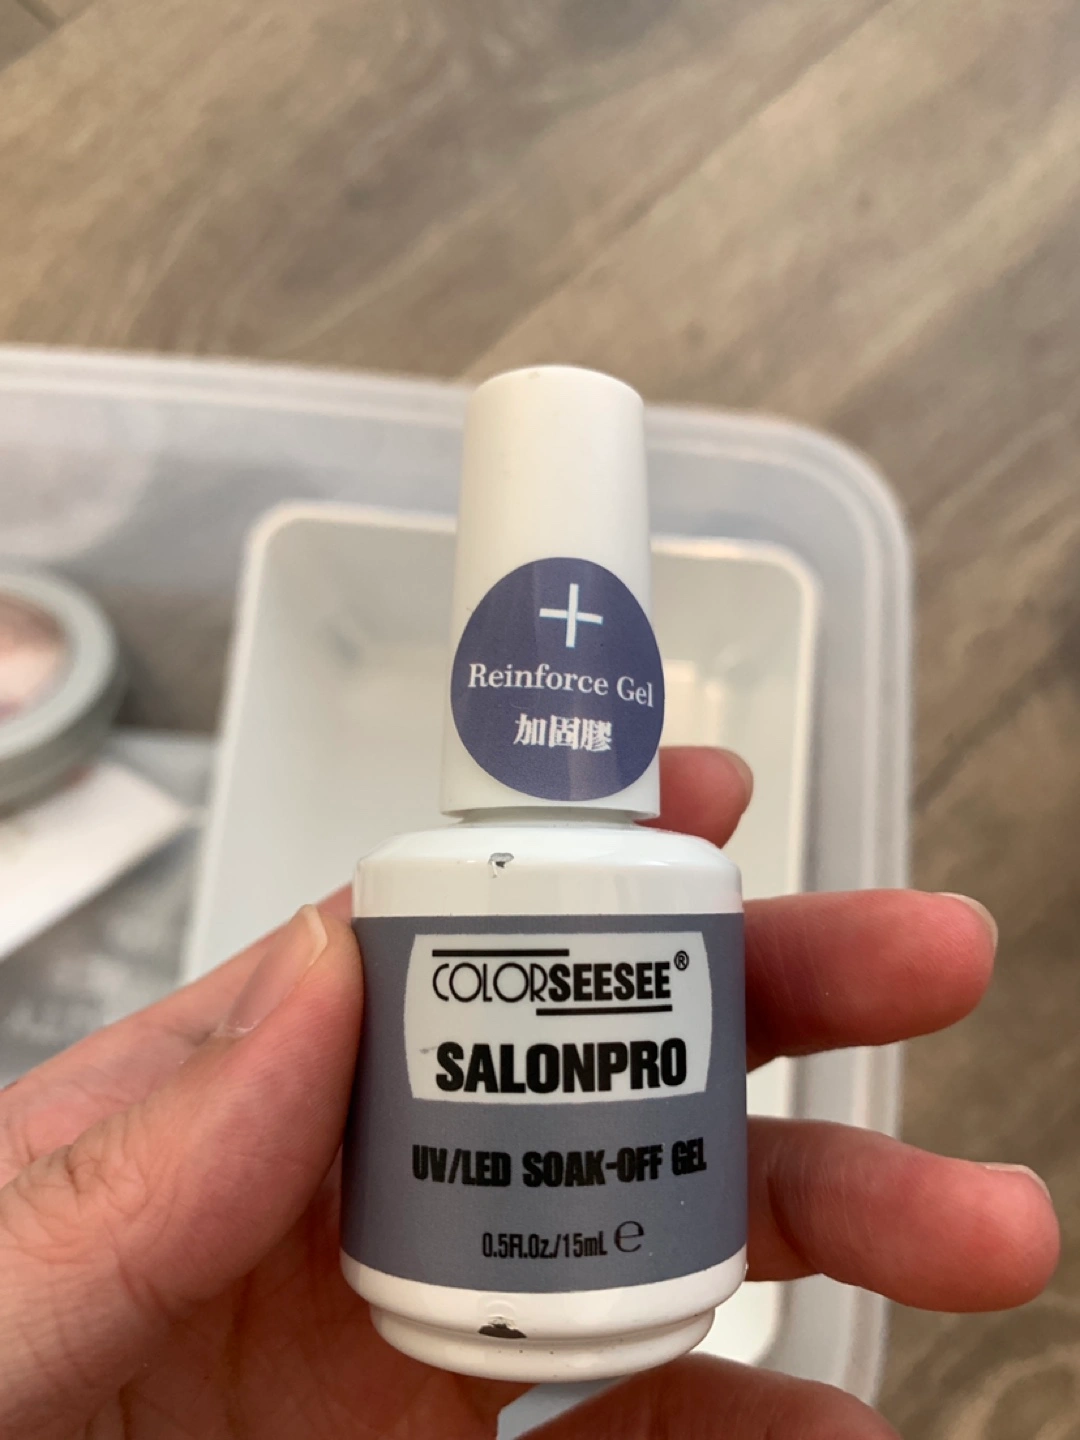 Reinforce Gel
加固膠
COLORSEESEE®
SALONPRO
UV/LED SOAK-OFF GEL
0.5Fl.Oz./15mL ℮